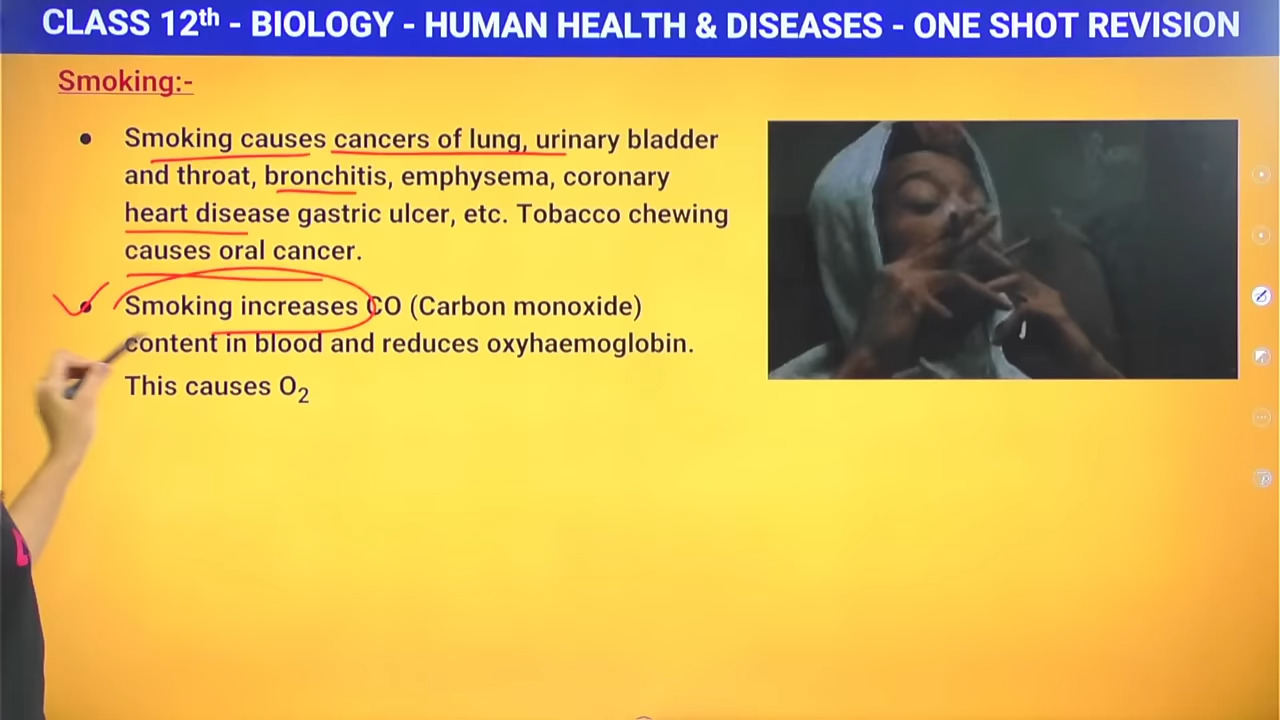 CLASS 12th - BIOLOGY - HUMAN HEALTH & DISEASES - ONE SHOT REVISION
Smoking:-
• Smoking causes cancers of lung, urinary bladder
and throat, bronchitis, emphysema, coronary
heart disease gastric ulcer, etc. Tobacco chewing
causes oral cancer.
• Smoking increases CO (Carbon monoxide)
content in blood and reduces oxyhaemoglobin.
This causes O₂